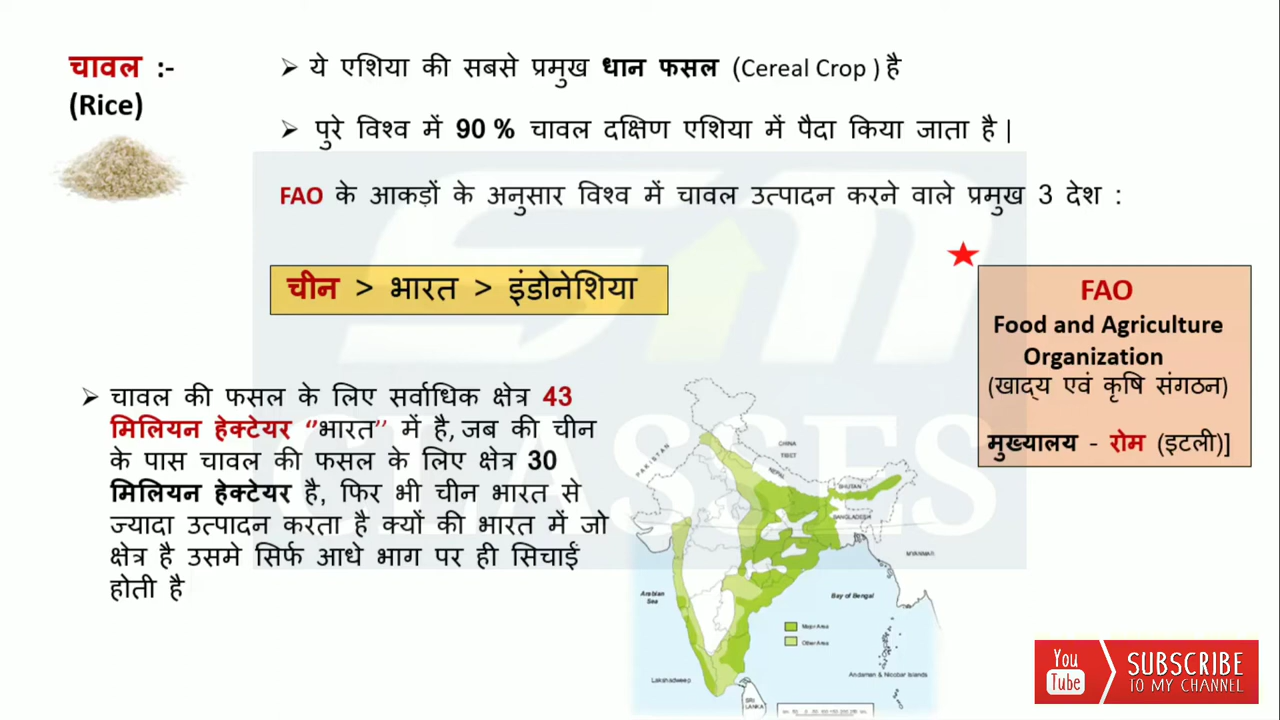 चावल :-
(Rice)
➢ ये एशिया की सबसे प्रमुख धान फसल (Cereal Crop ) है
➢ पुरे विश्व में 90 % चावल दक्षिण एशिया में पैदा किया जाता है |
FAO के आकड़ों के अनुसार विश्व में चावल उत्पादन करने वाले प्रमुख 3 देश :
चीन > भारत > इंडोनेशिया
FAO
Food and Agriculture
Organization
(खाद्य एवं कृषि संगठन)
मुख्यालय - रोम (इटली)]
➢ चावल की फसल के लिए सर्वाधिक क्षेत्र 43
मिलियन हेक्टेयर "भारत" में है, जब की चीन
के पास चावल की फसल के लिए क्षेत्र 30
मिलियन हेक्टेयर है, फिर भी चीन भारत से
ज्यादा उत्पादन करता है क्यों की भारत में जो
क्षेत्र है उसमे सिर्फ आधे भाग पर ही सिचाई
होती है
CLASSES
PAKISTAN
CHINA
NEPAL
BHUTAN
BANGLADESH
MYANMAR
Arabian
Sea
Bay of Bengal
Major Area
Other Area
Lakshadweep
Andaman & Nicobar Islands
SRI
LANKA
You
Tube
SUBSCRIBE
TO MY CHANNEL